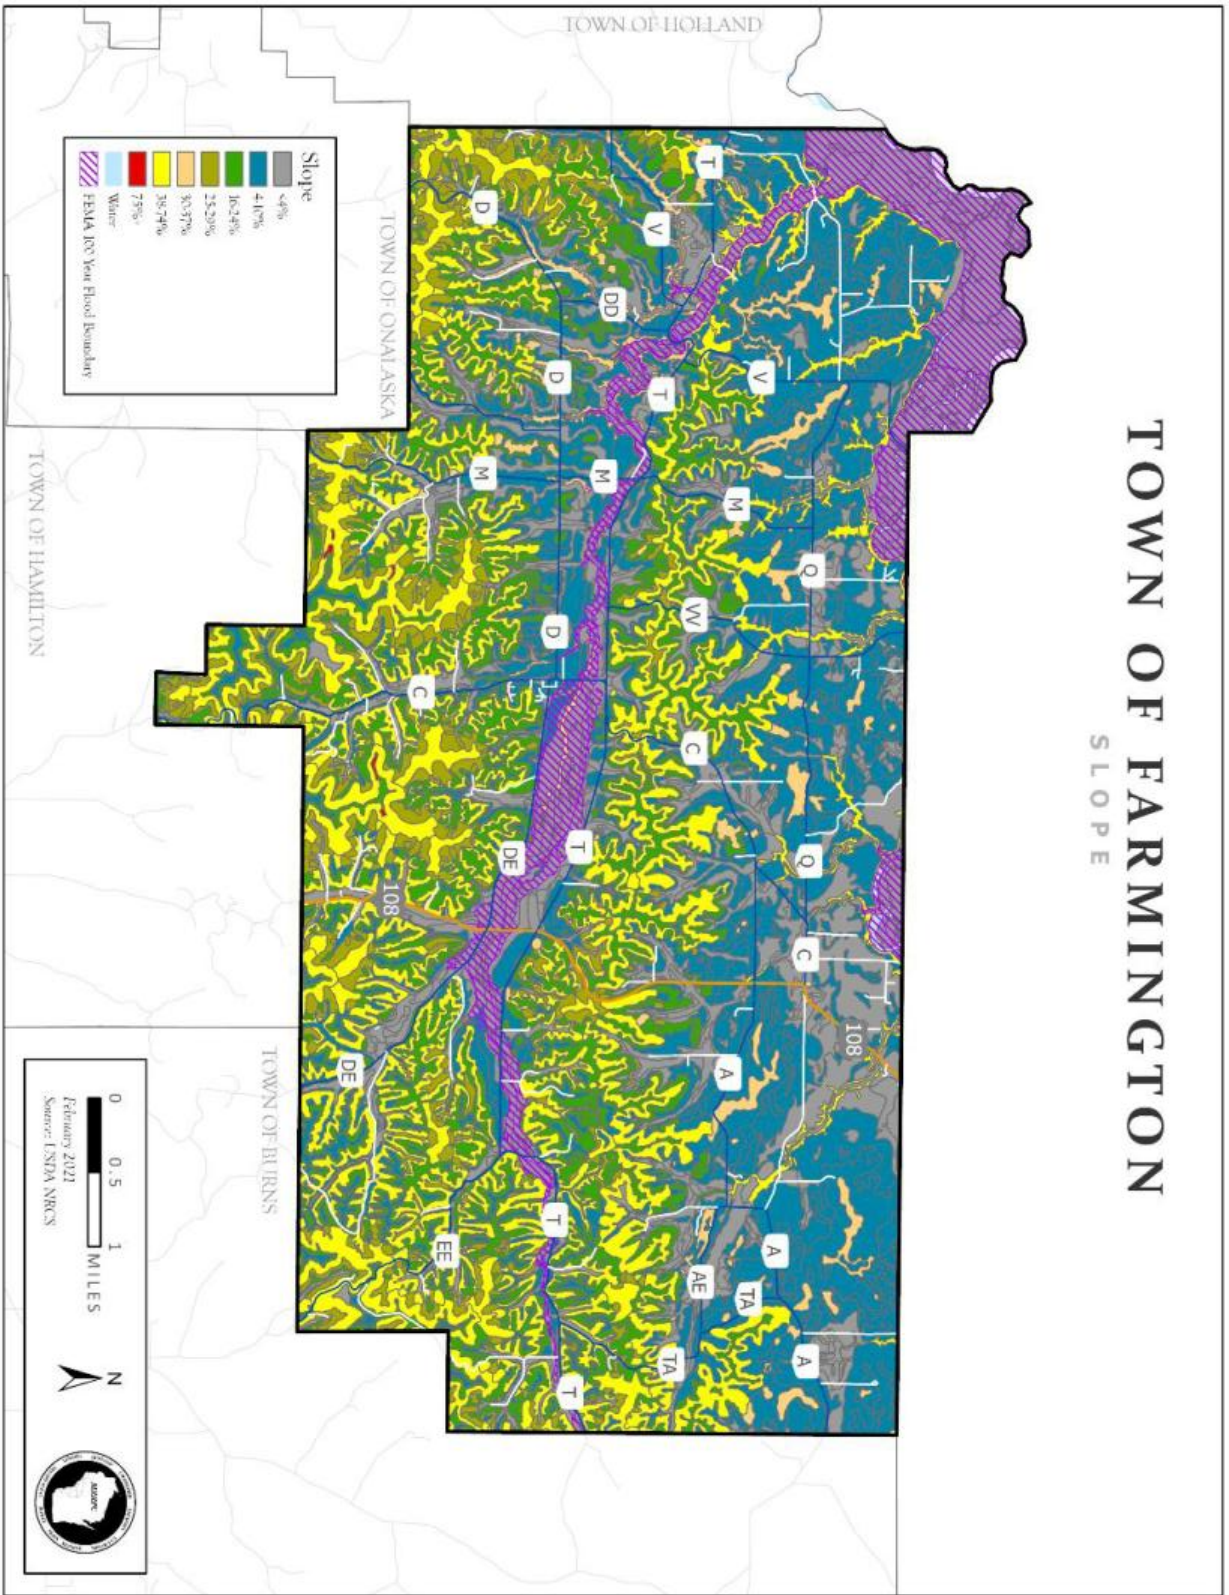 TOWN OF FARMINGTON
SLOPE
TOWN OF HOLLAND
T
V
D
DD
V
T
D
M
M
M
Q
VV
D
C
C
Q
T
DE
108
C
108
A
DE
T
EE
A
AE
TA
A
TA
T
TOWN OF ONALASKA
TOWN OF HAMILTON
TOWN OF BURNS
Slope
<4%
16-24%
25-29%
30-37%
38-74%
75%+
Water
FEMA 100 Year Flood Boundary
0 0.5 1
MILES
N
February 2021
Source: USDA NRCS
MRRPC